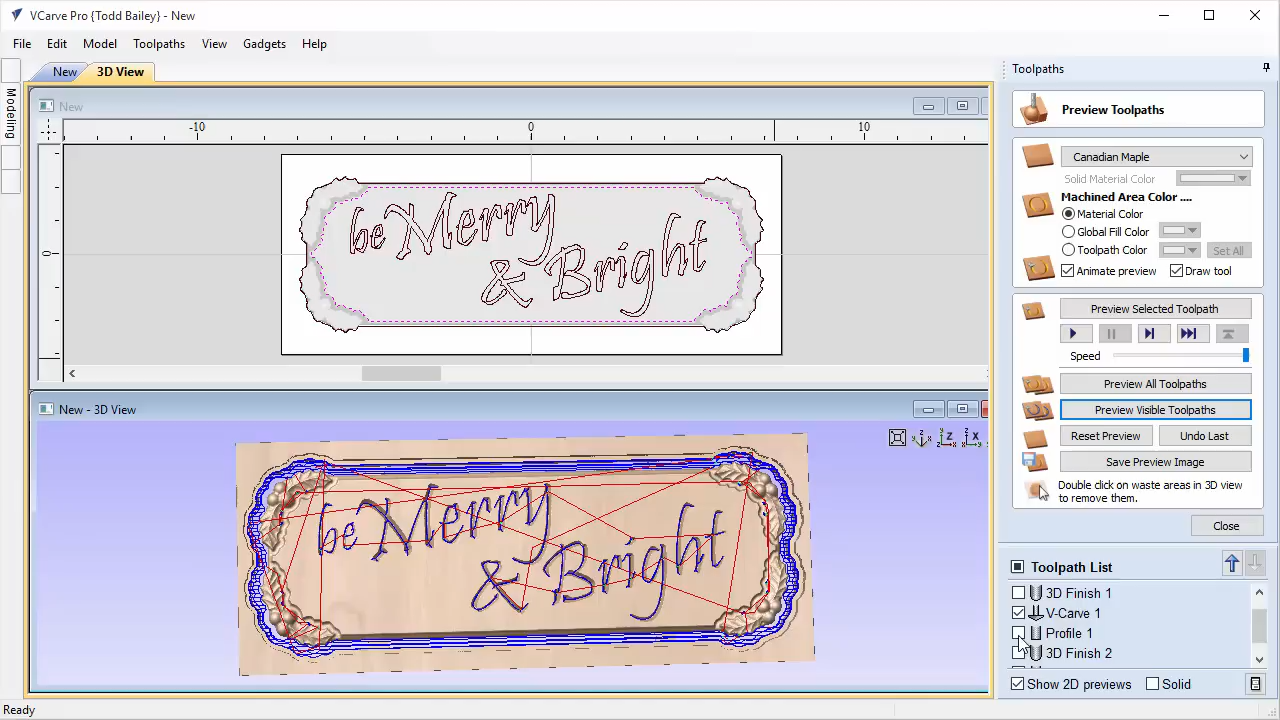 VCarve Pro {Todd Bailey} - New
File Edit Model Toolpaths View Gadgets Help
New 3D View
Modeling
New
-10 0 10
0
be Merry
& Bright
New - 3D View
be Merry
& Bright
Toolpaths
Preview Toolpaths
Canadian Maple
Solid Material Color
Machined Area Color ....
Material Color
Global Fill Color
Toolpath Color Set All
Animate preview Draw tool
Preview Selected Toolpath
Speed
Preview All Toolpaths
Preview Visible Toolpaths
Reset Preview Undo Last
Save Preview Image
Double click on waste areas in 3D view
to remove them.
Close
Toolpath List
3D Finish 1
V-Carve 1
Profile 1
3D Finish 2
Show 2D previews Solid
Ready